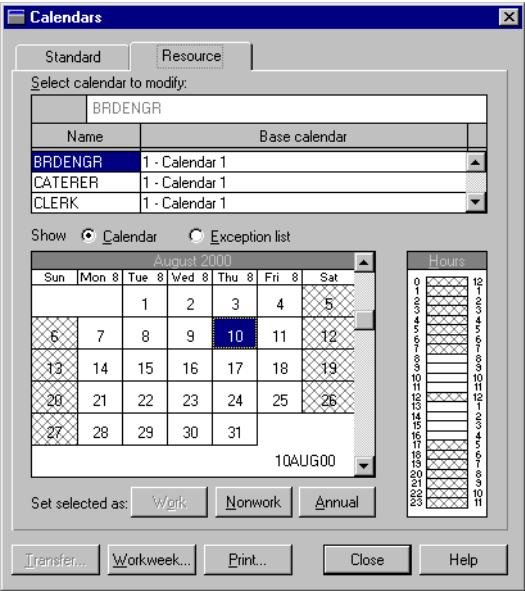 Calendars
Standard Resource
Select calendar to modify:
BRDENGR
Name Base calendar
BRDENGR 1 - Calendar 1
CATERER 1 - Calendar 1
CLERK 1 - Calendar 1
Show Calendar Exception list
August 2000
Sun Mon 8 Tue 8 Wed 8 Thu 8 Fri 8 Sat
1 2 3 4 5
6 7 8 9 10 11 12
13 14 15 16 17 18 19
20 21 22 23 24 25 26
27 28 29 30 31
10AUG00
Hours
0 12
1 1
2 2
3 3
4 4
5 5
6 6
7 7
8 8
9 9
10 10
11 11
12 12
13 1
14 2
15 3
16 4
17 5
18 6
19 7
20 8
21 9
22 10
23 11
Set selected as: Work Nonwork Annual
Transfer... Workweek... Print... Close Help